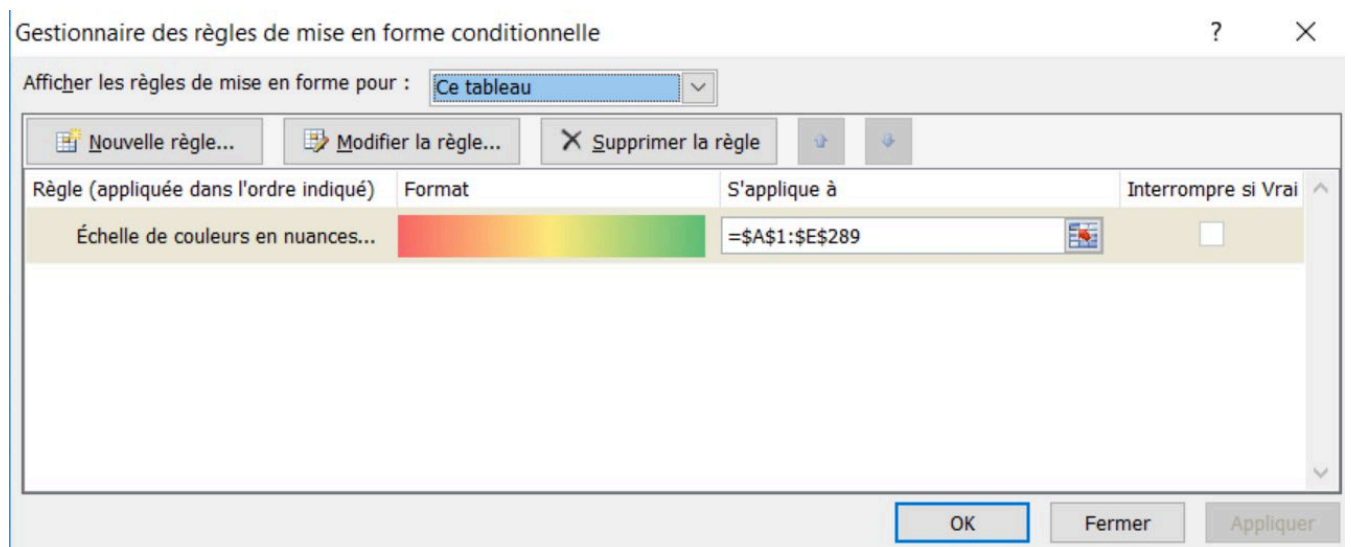 Gestionnaire des règles de mise en forme conditionnelle ?
Afficher les règles de mise en forme pour : Ce tableau
Nouvelle règle... Modifier la règle... Supprimer la règle
Règle (appliquée dans l'ordre indiqué) Format S'applique à Interrompre si Vrai
Échelle de couleurs en nuances... =$A$1:$E$289
OK Fermer Appliquer